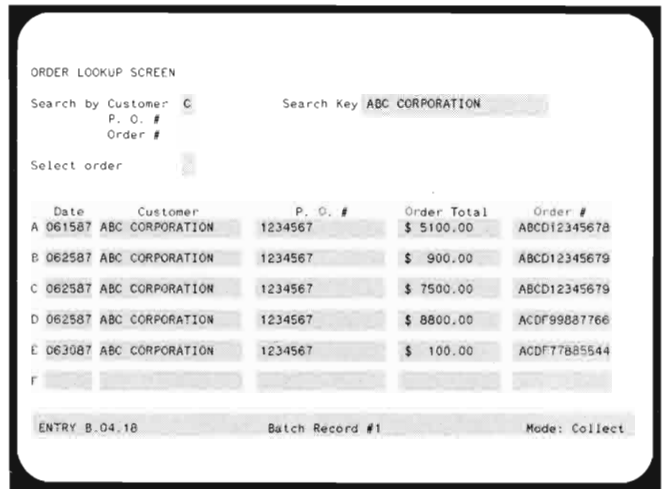 ORDER LOOKUP SCREEN
Search by Customer C Search Key ABC CORPORATION
P. O. #
Order #
Select order
Date Customer P. O. # Order Total Order #
A 061587 ABC CORPORATION 1234567 $ 5100.00 ABCD12345678
B 062587 ABC CORPORATION 1234567 $ 900.00 ABCD12345679
C 062587 ABC CORPORATION 1234567 $ 7500.00 ABCD12345679
D 062587 ABC CORPORATION 1234567 $ 8800.00 ACDF99887766
E 063087 ABC CORPORATION 1234567 $ 100.00 ACDF77885544
F
ENTRY B.04.18 Batch Record #1 Mode: Collect